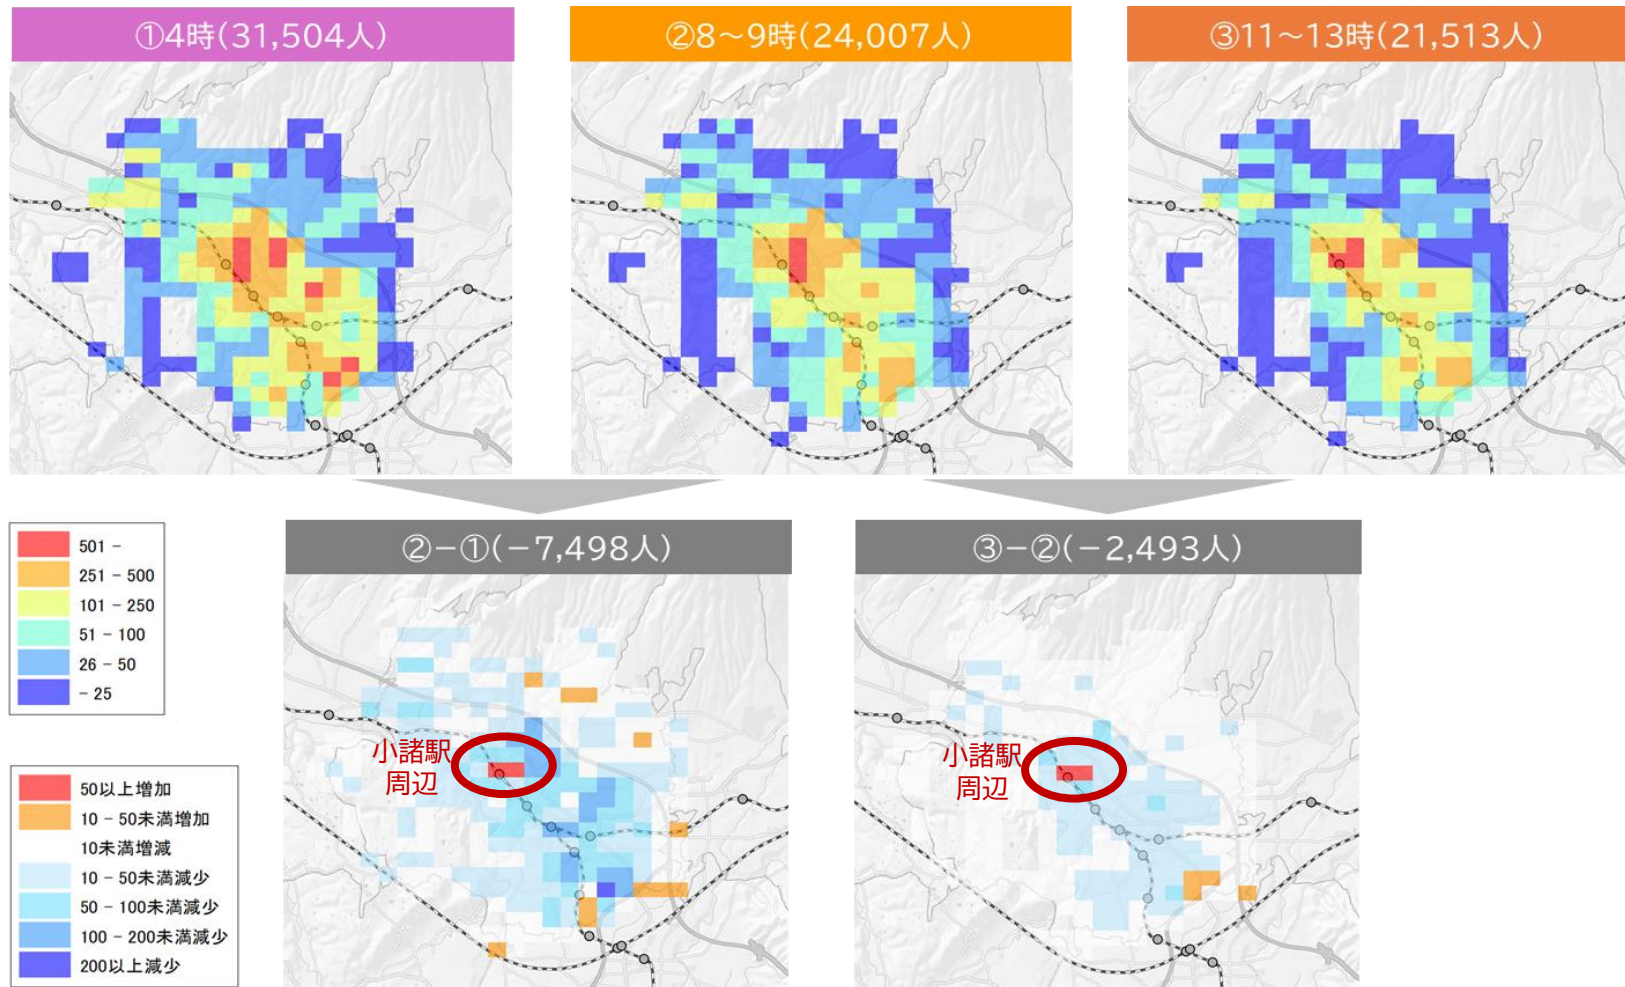 ①4時(31,504人)
②8～9時(24,007人)
③11～13時(21,513人)
501 -
251 - 500
101 - 250
51 - 100
26 - 50
- 25
②－①(－7,498人)
③－②(－2,493人)
小諸駅
周辺
小諸駅
周辺
50以上増加
10 - 50未満増加
10未満増減
10 - 50未満減少
50 - 100未満減少
100 - 200未満減少
200以上減少